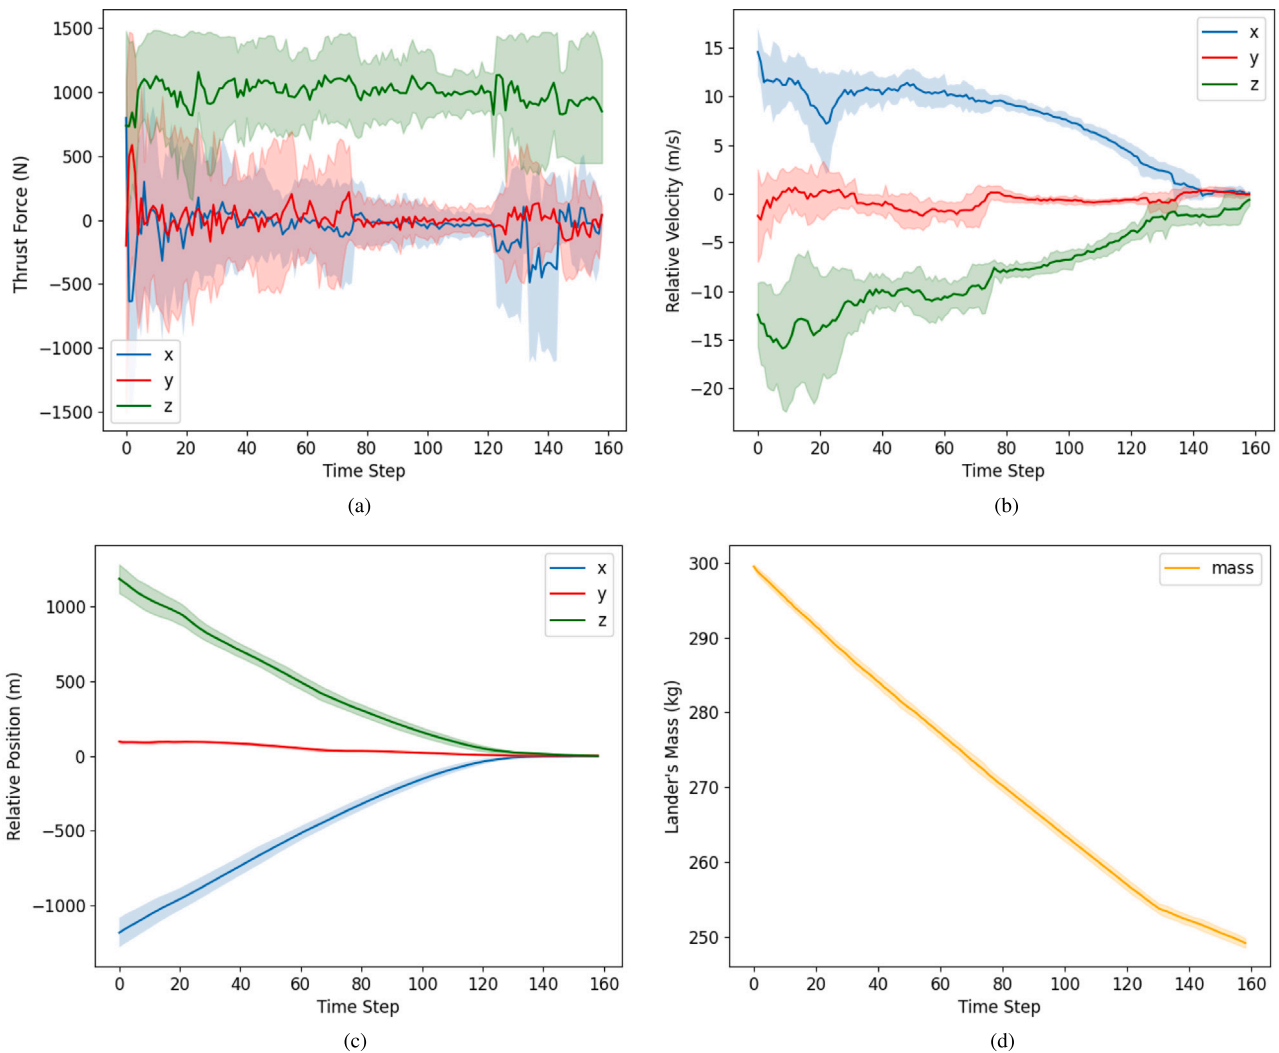 1500
1000
500
0
−500
−1000
−1500
Thrust Force (N)
x
y
z
0 20 40 60 80 100 120 140 160
Time Step
(a)
15
10
5
0
−5
−10
−15
−20
Relative Velocity (m/s)
x
y
z
0 20 40 60 80 100 120 140 160
Time Step
(b)
1000
500
0
−500
−1000
Relative Position (m)
x
y
z
0 20 40 60 80 100 120 140 160
Time Step
(c)
300
290
280
270
260
250
Lander's Mass (kg)
mass
0 20 40 60 80 100 120 140 160
Time Step
(d)